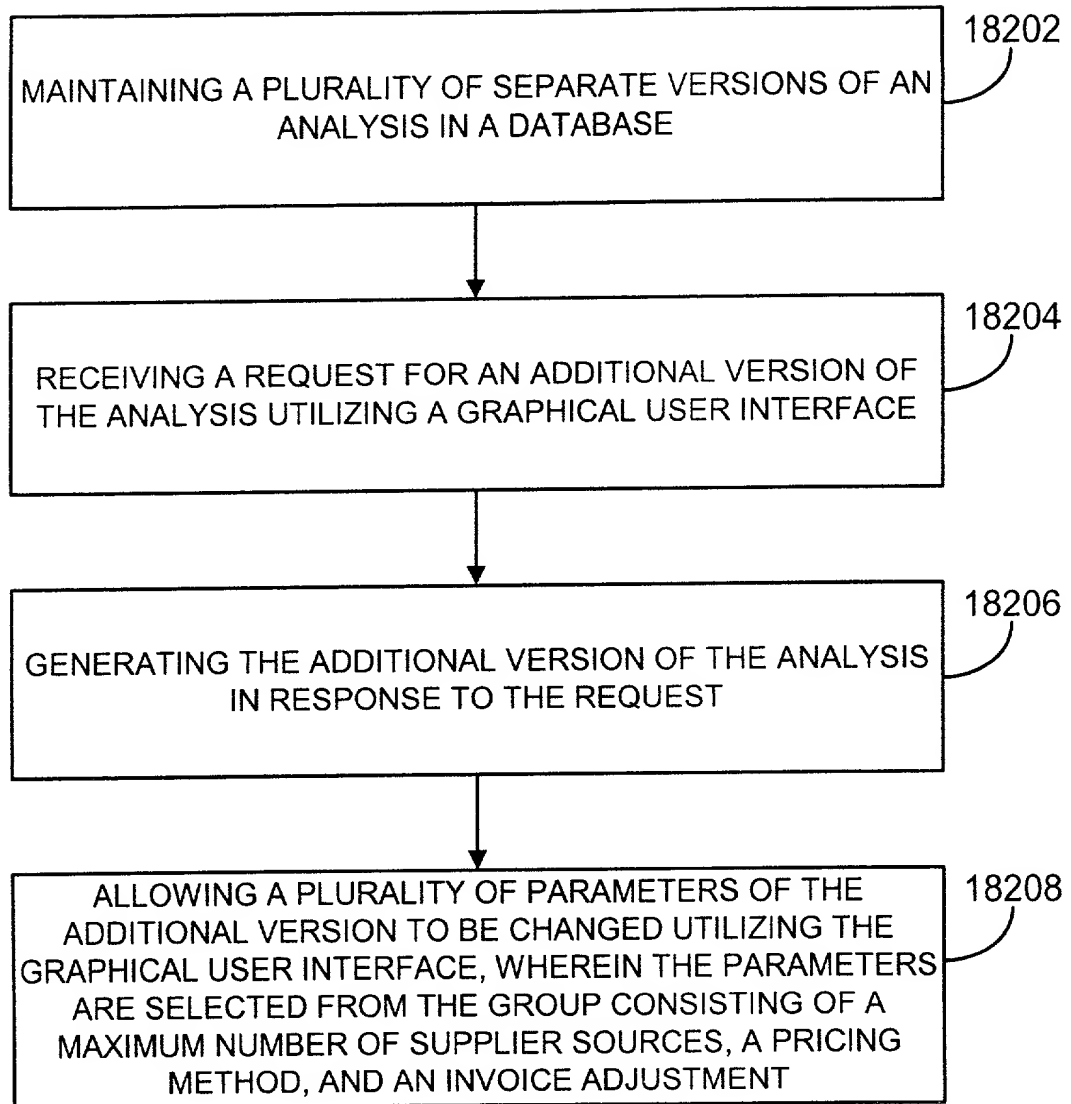 18202
MAINTAINING A PLURALITY OF SEPARATE VERSIONS OF AN
ANALYSIS IN A DATABASE
18204
RECEIVING A REQUEST FOR AN ADDITIONAL VERSION OF
THE ANALYSIS UTILIZING A GRAPHICAL USER INTERFACE
18206
GENERATING THE ADDITIONAL VERSION OF THE ANALYSIS
IN RESPONSE TO THE REQUEST
18208
ALLOWING A PLURALITY OF PARAMETERS OF THE
ADDITIONAL VERSION TO BE CHANGED UTILIZING THE
GRAPHICAL USER INTERFACE, WHEREIN THE PARAMETERS
ARE SELECTED FROM THE GROUP CONSISTING OF A
MAXIMUM NUMBER OF SUPPLIER SOURCES, A PRICING
METHOD, AND AN INVOICE ADJUSTMENT